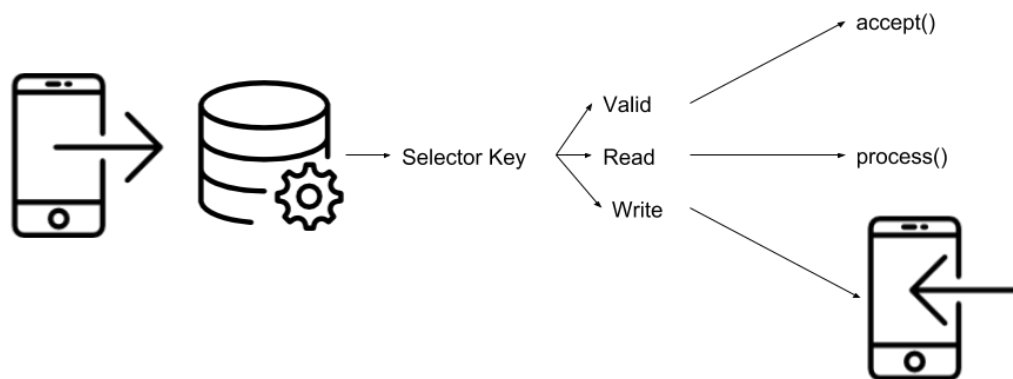 accept()
Valid
Selector Key
Read
process()
Write